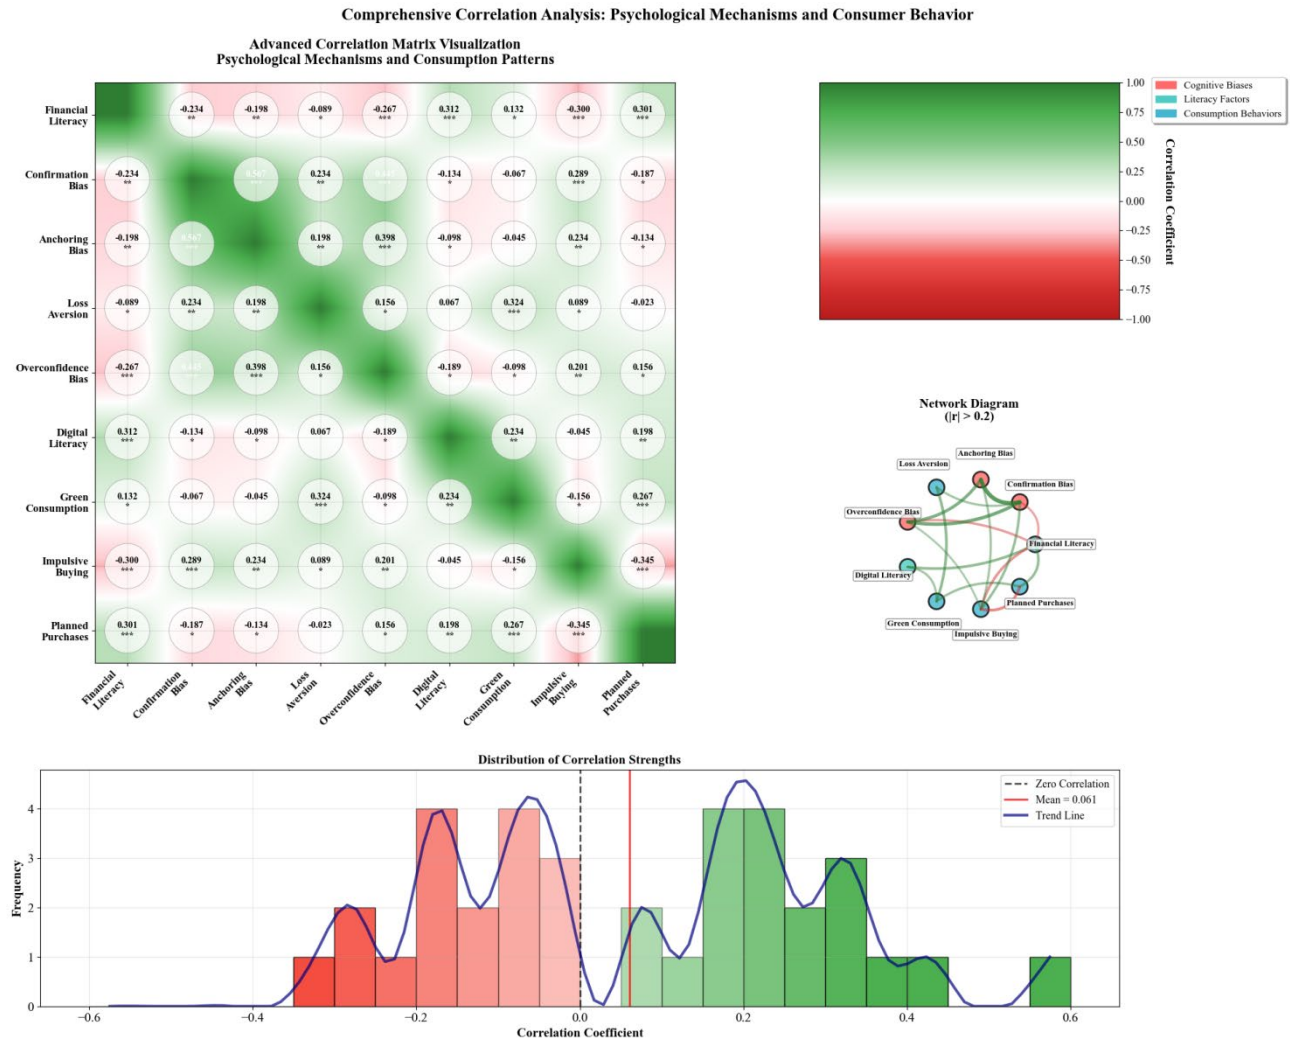 Comprehensive Correlation Analysis: Psychological Mechanisms and Consumer Behavior
Advanced Correlation Matrix Visualization
Psychological Mechanisms and Consumption Patterns
Financial
Literacy
-0.234 -0.198 -0.089 -0.267 0.312 0.132 -0.300 0.301
** ** * *** *** * *** ***
Confirmation
Bias
-0.234 0.567 0.234 -0.134 -0.067 0.289 -0.187
** *** ** * *** *
Anchoring
Bias
-0.198 0.567 0.198 0.398 -0.098 -0.045 0.234 -0.134
** *** ** *** * ** *
Loss
Aversion
-0.089 0.234 0.198 0.156 0.067 0.324 0.089 -0.023
* ** ** * *** *
Overconfidence
Bias
-0.267 0.398 0.156 -0.189 -0.098 0.201 0.156
*** *** * * * ** *
Digital
Literacy
0.312 -0.134 -0.098 0.067 -0.189 0.234 -0.045 0.198
*** * * * ** **
Green
Consumption
0.132 -0.067 -0.045 0.324 -0.098 0.234 -0.156 0.267
* *** * ** * ***
Impulsive
Buying
-0.300 0.289 0.234 0.089 0.201 -0.045 -0.156 -0.345
*** *** ** * ** * ***
Planned
Purchases
0.301 -0.187 -0.134 -0.023 0.156 0.198 0.267 -0.345
*** * * * ** *** ***
Financial
Literacy
Confirmation
Bias
Anchoring
Bias
Loss
Aversion
Overconfidence
Bias
Digital
Literacy
Green
Consumption
Impulsive
Buying
Planned
Purchases
1.00
0.75
0.50
0.25
0.00
−0.25
−0.50
−0.75
−1.00
Correlation Coefficient
Cognitive Biases
Literacy Factors
Consumption Behaviors
Network Diagram
(|r| > 0.2)
Anchoring Bias
Loss Aversion
Confirmation Bias
Overconfidence Bias
Financial Literacy
Digital Literacy
Planned Purchases
Green Consumption
Impulsive Buying
Distribution of Correlation Strengths
Zero Correlation
Mean = 0.061
Trend Line
Frequency
4
3
2
1
0
−0.6 −0.4 −0.2 0.0 0.2 0.4 0.6
Correlation Coefficient